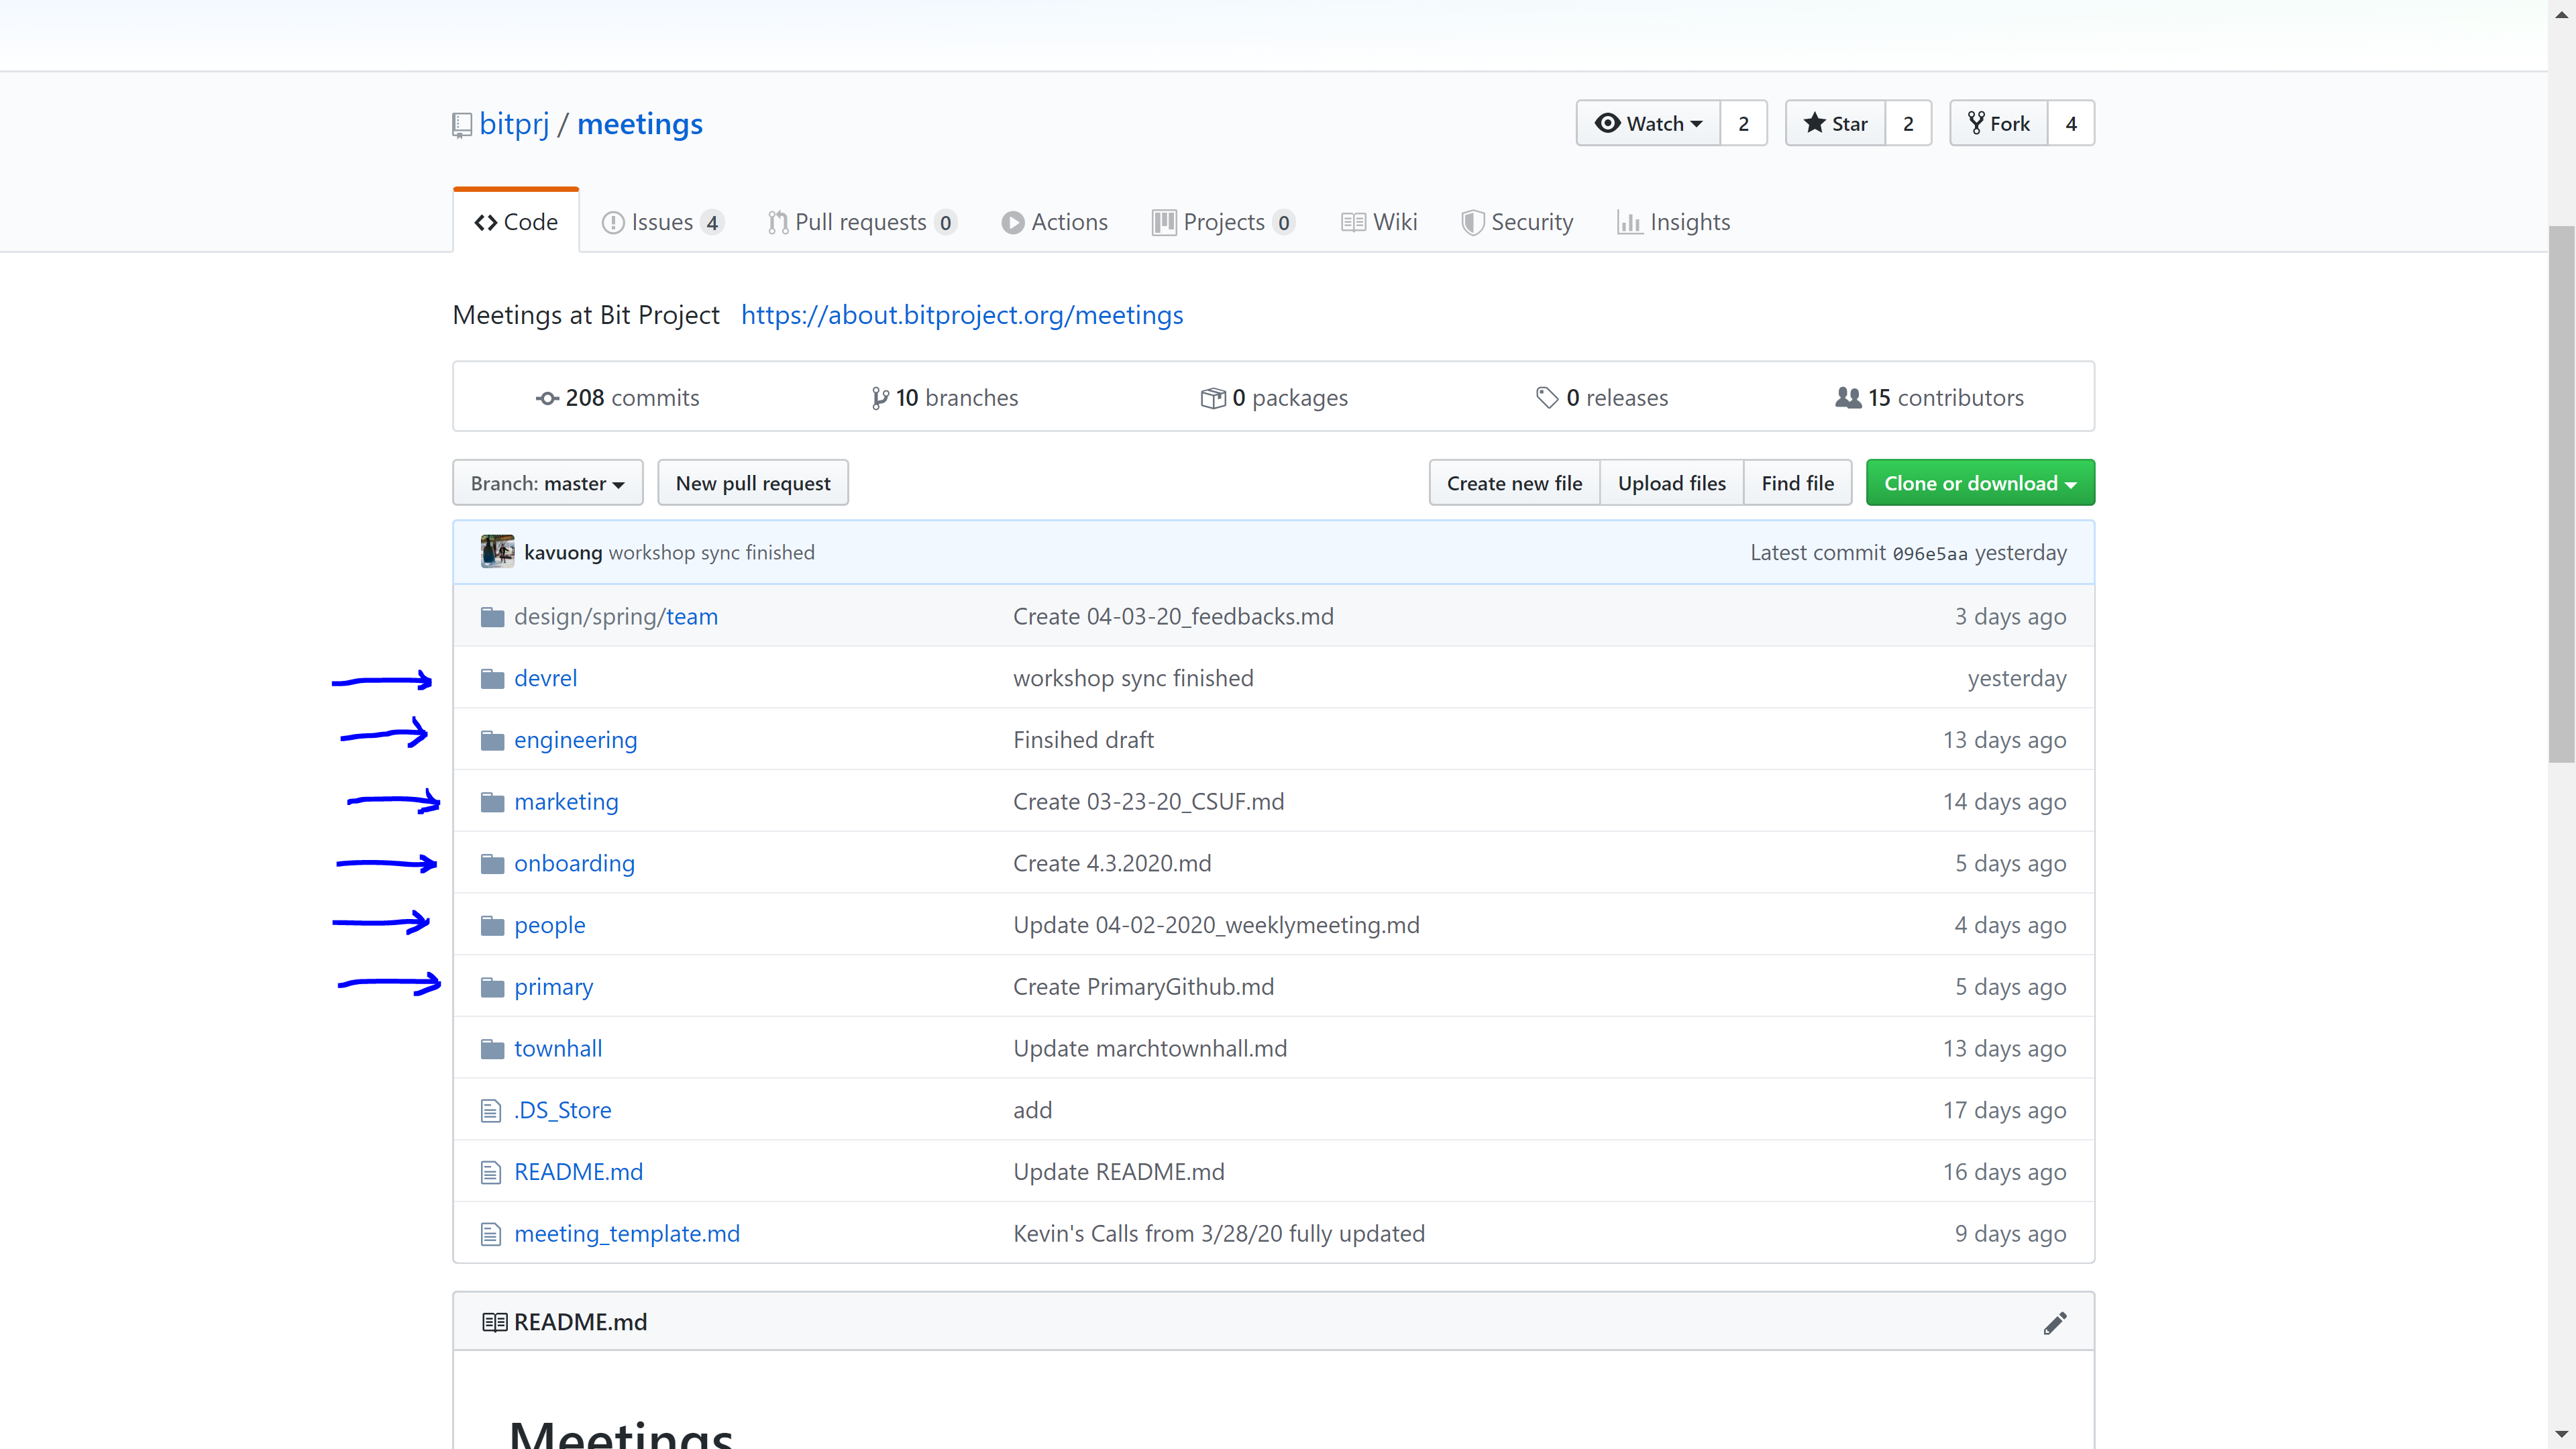 bitprj / meetings
Watch 2 Star 2 Fork 4
Code Issues 4 Pull requests 0 Actions Projects 0 Wiki Security Insights
Meetings at Bit Project https://about.bitproject.org/meetings
208 commits 10 branches 0 packages 0 releases 15 contributors
Branch: master New pull request Create new file Upload files Find file Clone or download
kavuong workshop sync finished Latest commit 096e5aa yesterday
design/spring/team Create 04-03-20_feedbacks.md 3 days ago
devrel workshop sync finished yesterday
engineering Finsihed draft 13 days ago
marketing Create 03-23-20_CSUF.md 14 days ago
onboarding Create 4.3.2020.md 5 days ago
people Update 04-02-2020_weeklymeeting.md 4 days ago
primary Create PrimaryGithub.md 5 days ago
townhall Update marchtownhall.md 13 days ago
.DS_Store add 17 days ago
README.md Update README.md 16 days ago
meeting_template.md Kevin's Calls from 3/28/20 fully updated 9 days ago
README.md
Meetings